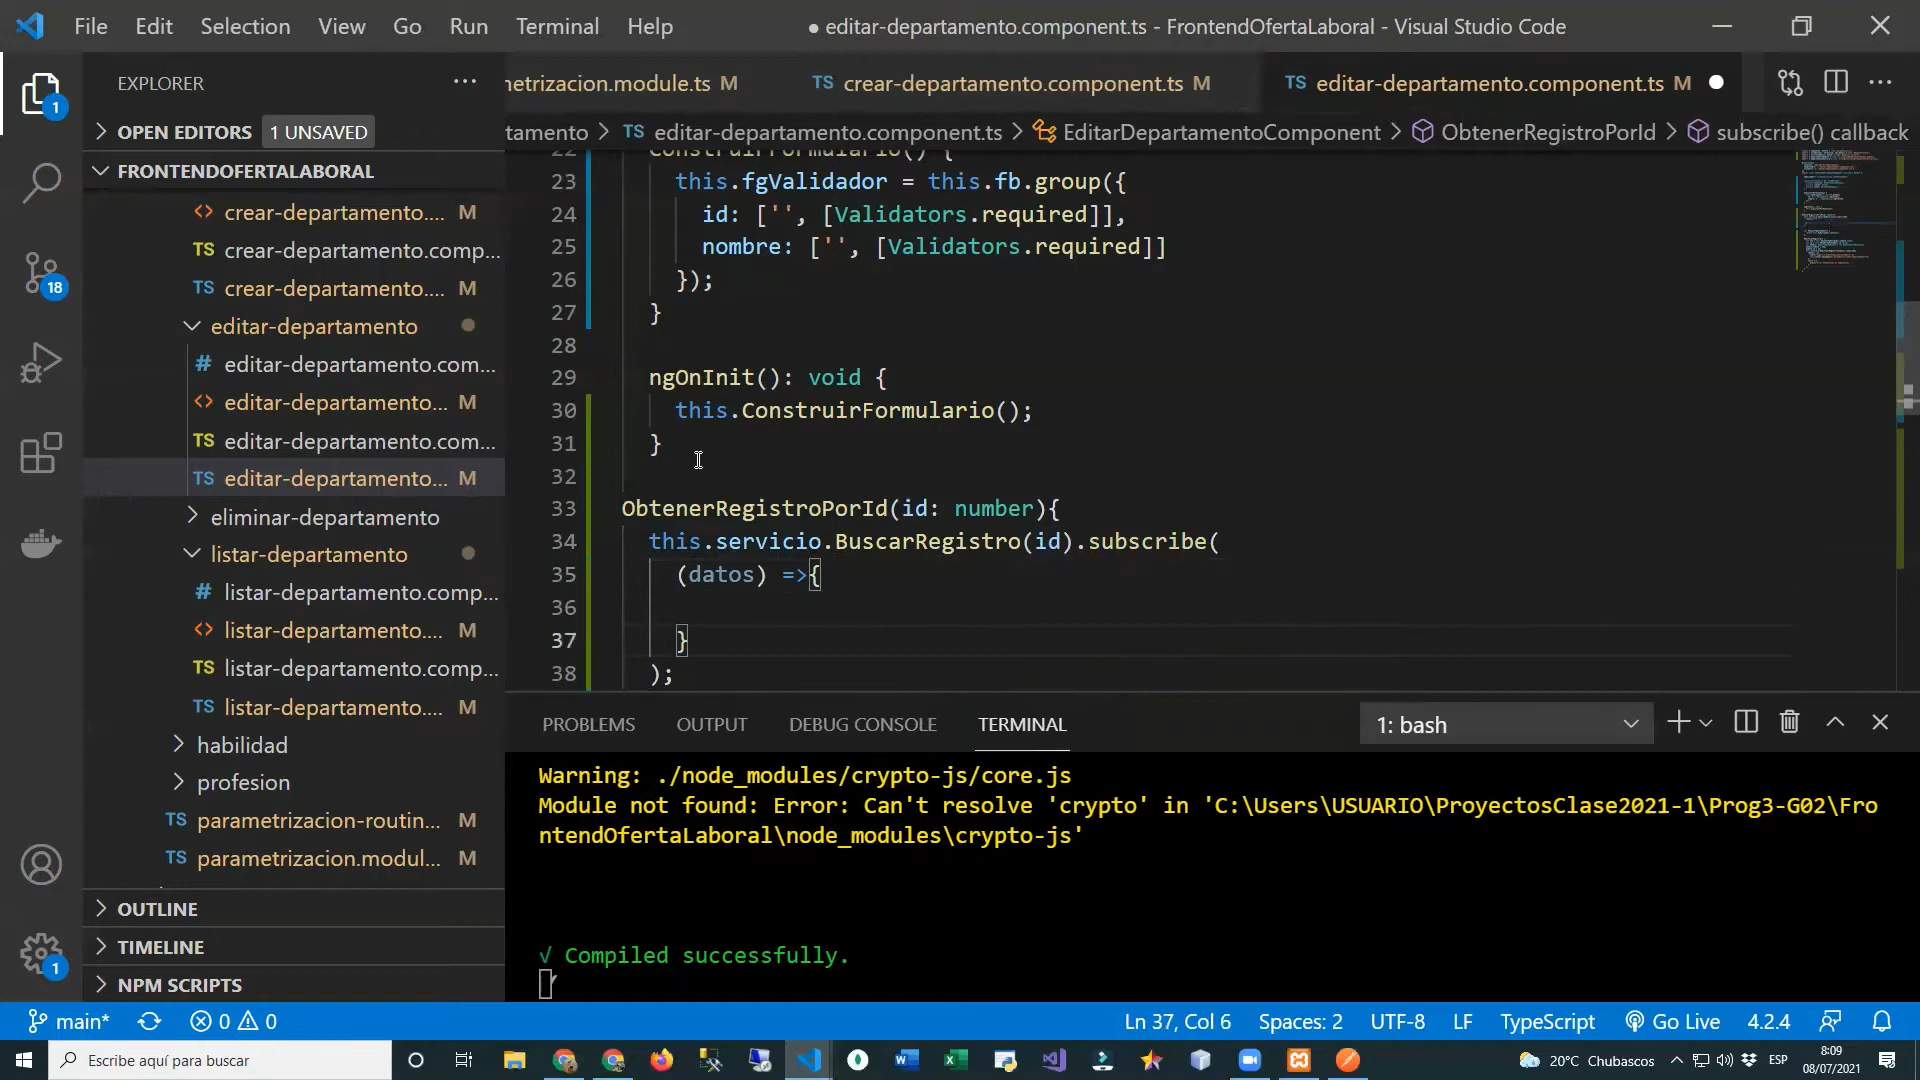 File Edit Selection View Go Run Terminal Help
● editar-departamento.component.ts - FrontendOfertaLaboral - Visual Studio Code
EXPLORER
OPEN EDITORS 1 UNSAVED
FRONTENDOFERTALABORAL
crear-departamento.... M
TS crear-departamento.comp...
TS crear-departamento.... M
editar-departamento
# editar-departamento.com...
editar-departamento... M
TS editar-departamento.com...
TS editar-departamento... M
eliminar-departamento
listar-departamento
# listar-departamento.comp...
listar-departamento.... M
TS listar-departamento.comp...
TS listar-departamento.... M
habilidad
profesion
TS parametrizacion-routin... M
TS parametrizacion.modul... M
OUTLINE
TIMELINE
NPM SCRIPTS
1
18
1
netrizacion.module.ts M
TS crear-departamento.component.ts M
TS editar-departamento.component.ts M
tamento > TS editar-departamento.component.ts > EditarDepartamentoComponent > ObtenerRegistroPorId > subscribe() callback
22 ConstruirFormulario() {
23 this.fgValidador = this.fb.group({
24 id: ['', [Validators.required]],
25 nombre: ['', [Validators.required]]
26 });
27 }
28
29 ngOnInit(): void {
30 this.ConstruirFormulario();
31 }
32
33 ObtenerRegistroPorId(id: number){
34 this.servicio.BuscarRegistro(id).subscribe(
35 (datos) =>{
36
37 }
38 );
PROBLEMS OUTPUT DEBUG CONSOLE TERMINAL 1: bash
Warning: ./node_modules/crypto-js/core.js
Module not found: Error: Can't resolve 'crypto' in 'C:\Users\USUARIO\ProyectosClase2021-1\Prog3-G02\Fro
ntendOfertaLaboral\node_modules\crypto-js'
√ Compiled successfully.
main* 0 0 Ln 37, Col 6 Spaces: 2 UTF-8 LF TypeScript Go Live 4.2.4
Escribe aquí para buscar
20°C Chubascos ESP
8:09
08/07/2021